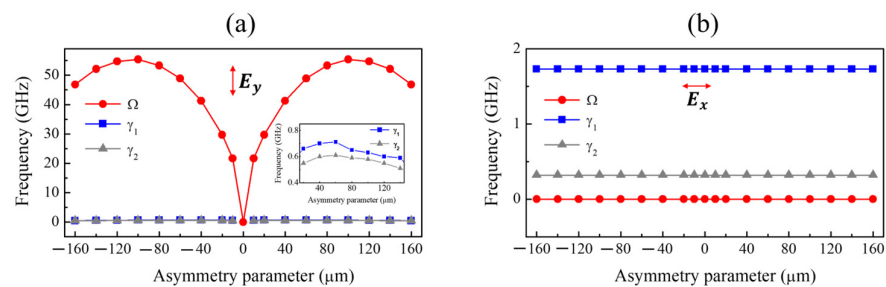 (a)
Frequency (GHz)
50
40
30
20
10
0
Ω
γ1
γ2
Ey
Frequency (GHz)
0.8
0.6
0.4
γ1
γ2
40 80 120
Asymmetry parameter (μm)
−160 −120 −80 −40 0 40 80 120 160
Asymmetry parameter (μm)
(b)
Frequency (GHz)
2
1
0
Ω
γ1
γ2
Ex
−160 −120 −80 −40 0 40 80 120 160
Asymmetry parameter (μm)